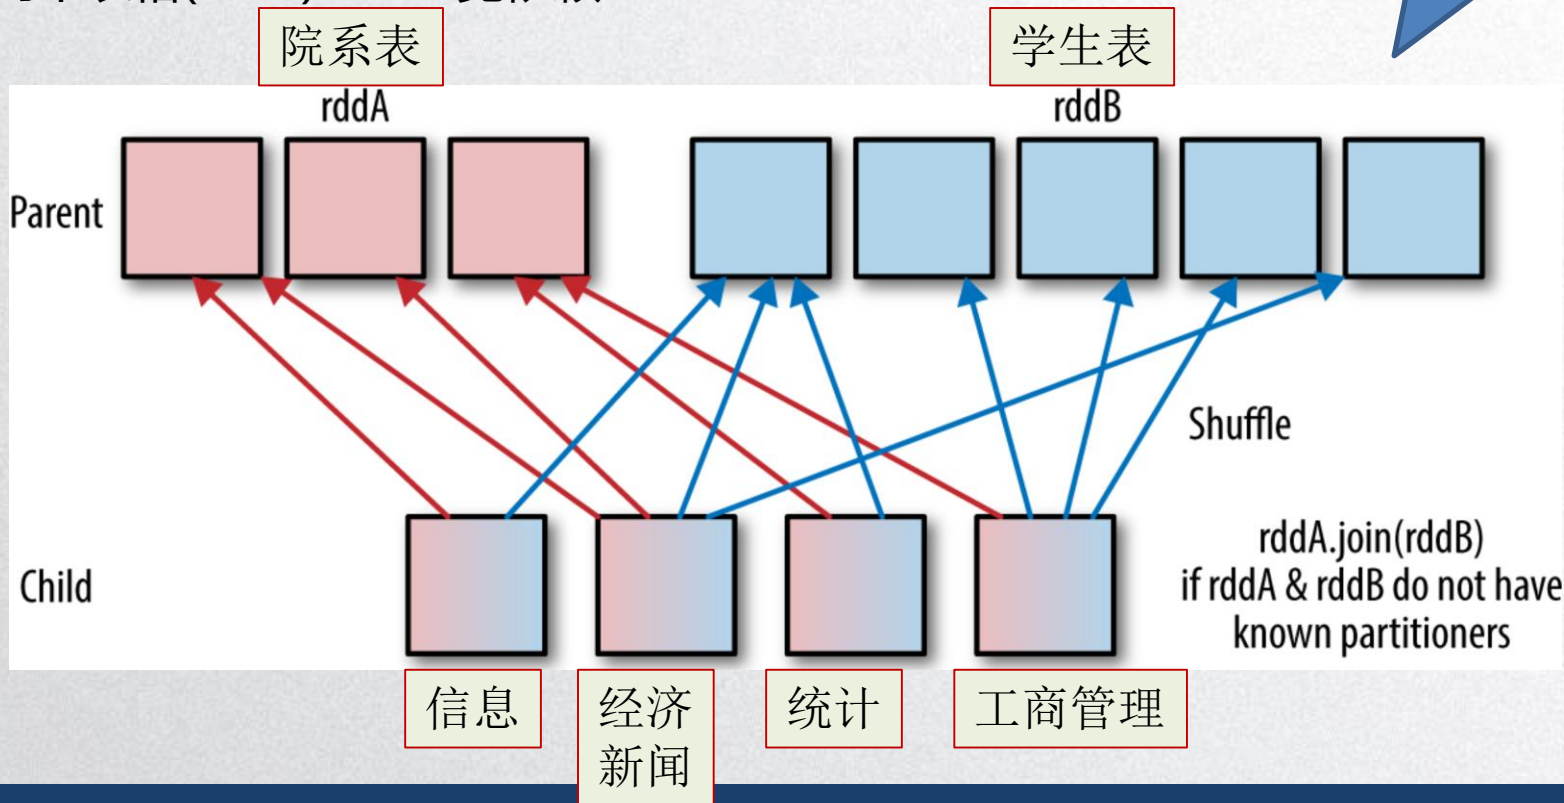 院系表
学生表
rddA
rddB
Parent
Shuffle
Child
rddA.join(rddB)
if rddA & rddB do not have
known partitioners
信息
经济
新闻
统计
工商管理